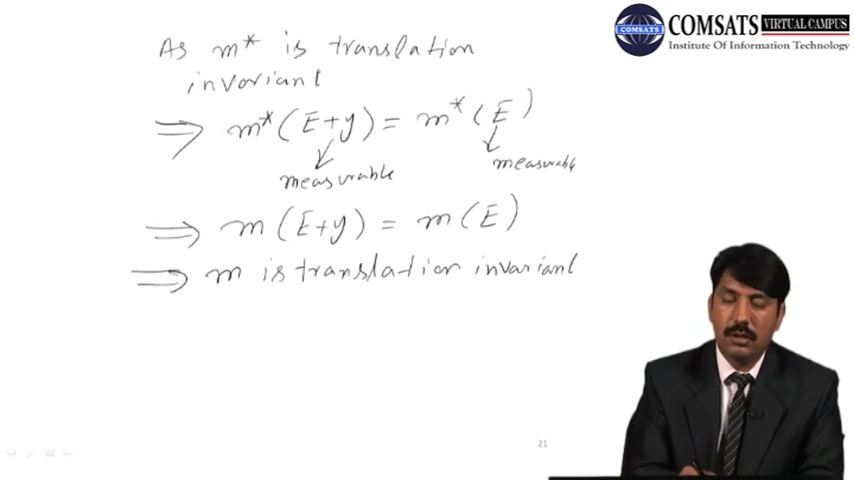 COMSATS VIRTUAL CAMPUS
Institute Of Information Technology
COMSATS
As m* is translation
invariant
⟹ m*(E+y) = m*(E)
measurable
measurable
⟹ m(E+y) = m(E)
⟹ m is translation invariant
21